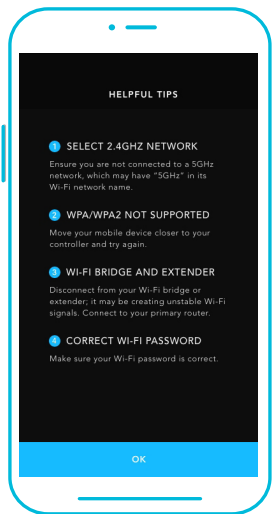 HELPFUL TIPS
1 SELECT 2.4GHZ NETWORK
Ensure you are not connected to a 5GHz
network, which may have “5GHz” in its
Wi-Fi network name.
2 WPA/WPA2 NOT SUPPORTED
Move your mobile device closer to your
controller and try again.
3 WI-FI BRIDGE AND EXTENDER
Disconnect from your Wi-Fi bridge or
extender; it may be creating unstable Wi-Fi
signals. Connect to your primary router.
4 CORRECT WI-FI PASSWORD
Make sure your Wi-Fi password is correct.
OK